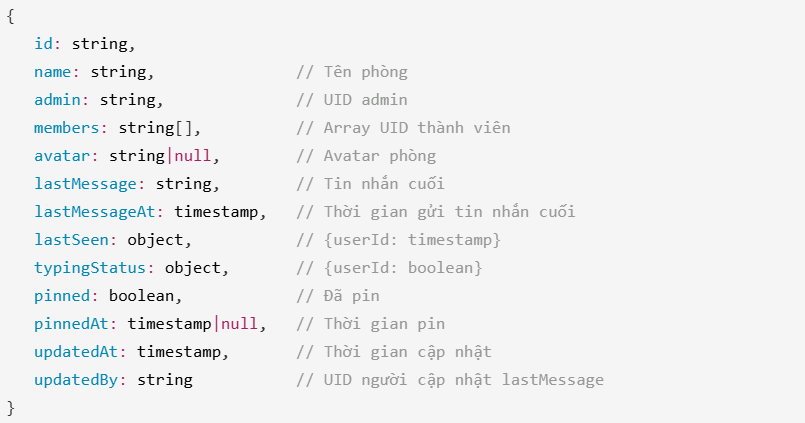 {
id: string,
name: string, // Tên phòng
admin: string, // UID admin
members: string[], // Array UID thành viên
avatar: string|null, // Avatar phòng
lastMessage: string, // Tin nhắn cuối
lastMessageAt: timestamp, // Thời gian gửi tin nhắn cuối
lastSeen: object, // {userId: timestamp}
typingStatus: object, // {userId: boolean}
pinned: boolean, // Đã pin
pinnedAt: timestamp|null, // Thời gian pin
updatedAt: timestamp, // Thời gian cập nhật
updatedBy: string // UID người cập nhật lastMessage
}